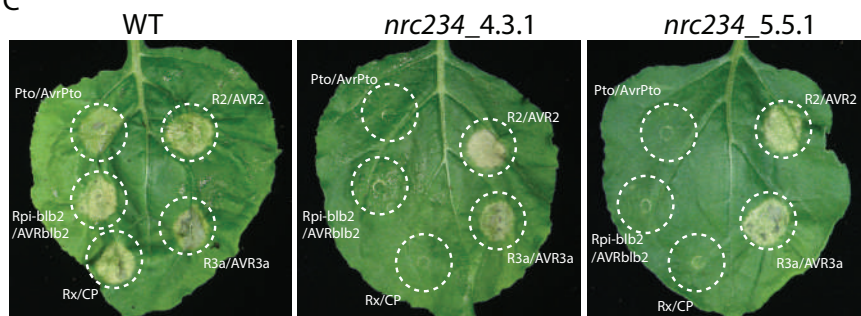 C
WT
nrc234_4.3.1
nrc234_5.5.1
Pto/AvrPto
R2/AVR2
Rpi-blb2
/AVRblb2
R3a/AVR3a
Rx/CP
Pto/AvrPto
R2/AVR2
Rpi-blb2
/AVRblb2
R3a/AVR3a
Rx/CP
Pto/AvrPto
R2/AVR2
Rpi-blb2
/AVRblb2
R3a/AVR3a
Rx/CP